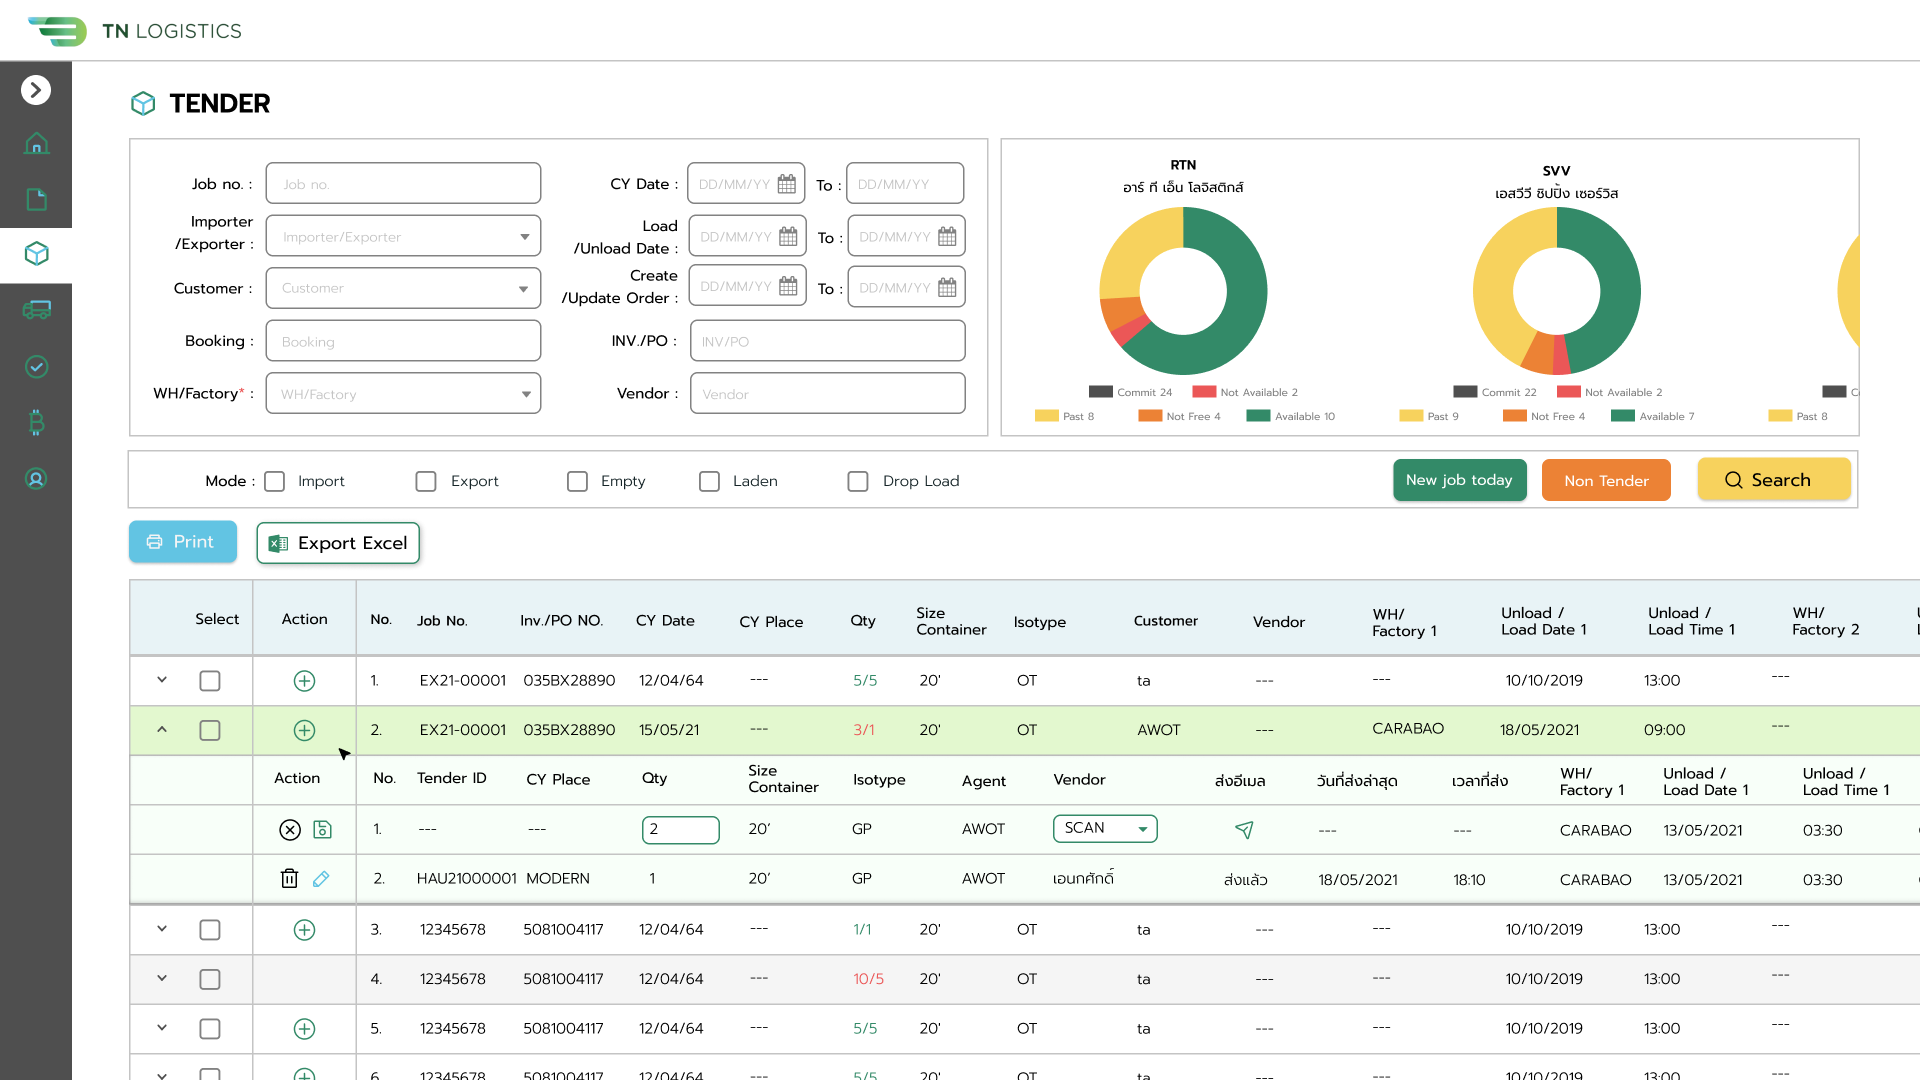 TN LOGISTICS
TENDER
Job no. :
Job no.
Importer
/Exporter :
Importer/Exporter
Customer :
Customer
Booking :
Booking
WH/Factory* :
WH/Factory
CY Date :
DD/MM/YY
To :
DD/MM/YY
Load
/Unload Date :
DD/MM/YY
To :
DD/MM/YY
Create
/Update Order :
DD/MM/YY
To :
DD/MM/YY
INV./PO :
INV/PO
Vendor :
Vendor
RTN
อาร์ ที เอ็น โลจิสติกส์
Commit 24 Not Available 2
Past 8 Not Free 4 Available 10
SVV
เอสวีวี ชิปปิ้ง เซอร์วิส
Commit 22 Not Available 2
Past 9 Not Free 4 Available 7
Past 8
Mode : Import Export Empty Laden Drop Load
New job today
Non Tender
Search
Print
Export Excel
Select Action No. Job No. Inv./PO NO. CY Date CY Place Qty Size Container Isotype Customer Vendor WH/ Factory 1 Unload / Load Date 1 Unload / Load Time 1 WH/ Factory 2
1. EX21-00001 035BX28890 12/04/64 --- 5/5 20' OT ta --- --- 10/10/2019 13:00 ---
2. EX21-00001 035BX28890 15/05/21 --- 3/1 20' OT AWOT --- CARABAO 18/05/2021 09:00 ---
Action No. Tender ID CY Place Qty Size Container Isotype Agent Vendor ส่งอีเมล วันที่ส่งล่าสุด เวลาที่ส่ง WH/ Factory 1 Unload / Load Date 1 Unload / Load Time 1
1. --- --- 2 20' GP AWOT SCAN --- --- CARABAO 13/05/2021 03:30
2. HAU21000001 MODERN 1 20' GP AWOT เอนกศักดิ์ ส่งแล้ว 18/05/2021 18:10 CARABAO 13/05/2021 03:30
3. 12345678 5081004117 12/04/64 --- 1/1 20' OT ta --- --- 10/10/2019 13:00 ---
4. 12345678 5081004117 12/04/64 --- 10/5 20' OT ta --- --- 10/10/2019 13:00 ---
5. 12345678 5081004117 12/04/64 --- 5/5 20' OT ta --- --- 10/10/2019 13:00 ---
6. 12345678 5081004117 12/04/64 --- 5/5 20' OT ta --- --- 10/10/2019 13:00 ---